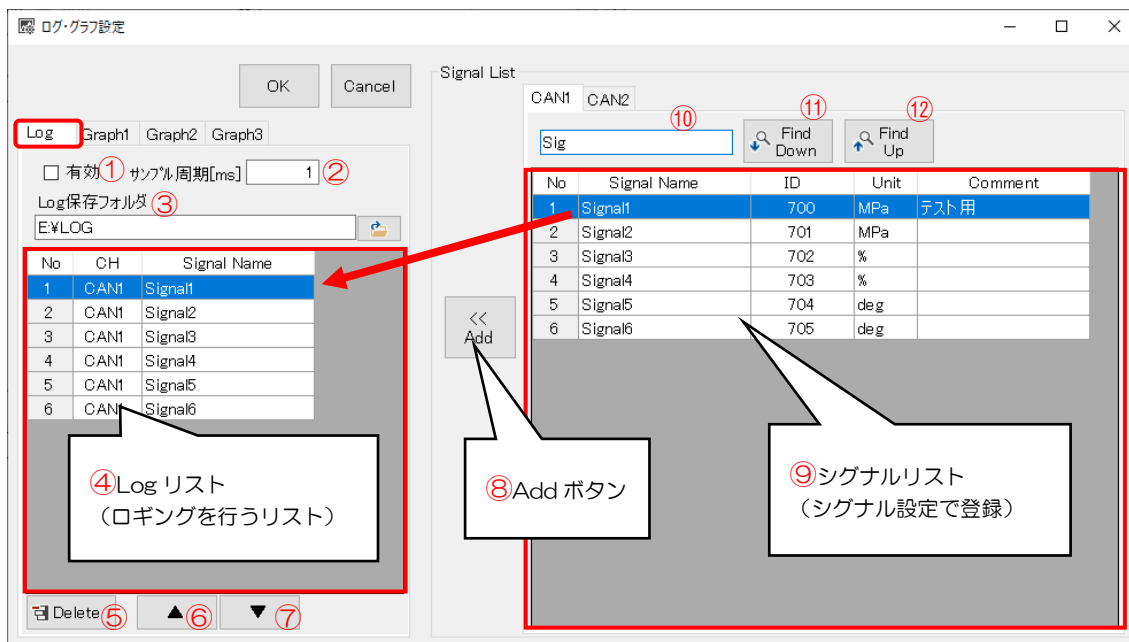 ログ・グラフ設定
OK Cancel
Signal List
CAN1 CAN2
Log Graph1 Graph2 Graph3
⑩ ⑪ ⑫
Sig
Find Down
Find Up
有効 ① サンプル周期[ms] 1 ②
Log保存フォルダ ③
E:¥LOG
No CH Signal Name
1 CAN1 Signal1
2 CAN1 Signal2
3 CAN1 Signal3
4 CAN1 Signal4
5 CAN1 Signal5
6 CAN1 Signal6
④Log リスト
（ロギングを行うリスト）
Delete ⑤ ▲ ⑥ ▼ ⑦
<<
Add
⑧Add ボタン
No Signal Name ID Unit Comment
1 Signal1 700 MPa テスト用
2 Signal2 701 MPa
3 Signal3 702 %
4 Signal4 703 %
5 Signal5 704 deg
6 Signal6 705 deg
⑨シグナルリスト
（シグナル設定で登録）